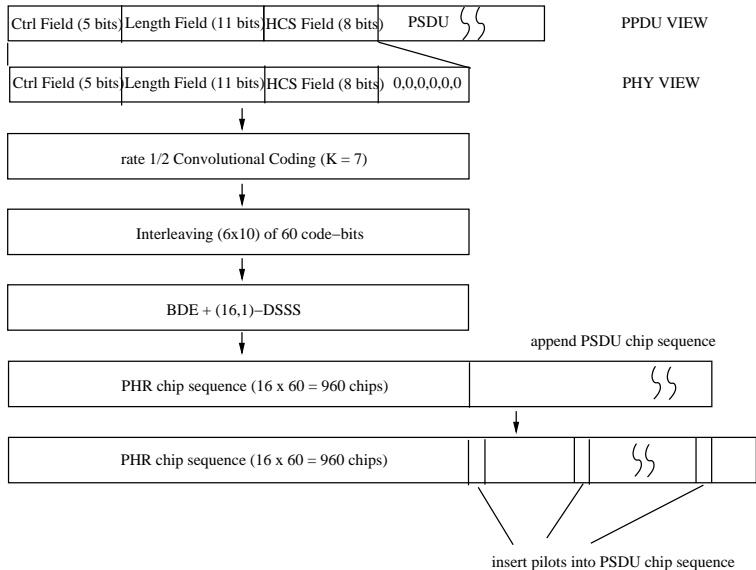 Ctrl Field (5 bits) Length Field (11 bits) HCS Field (8 bits) PSDU PPDU VIEW
Ctrl Field (5 bits) Length Field (11 bits) HCS Field (8 bits) 0,0,0,0,0,0 PHY VIEW
rate 1/2 Convolutional Coding (K = 7)
Interleaving (6x10) of 60 code−bits
BDE + (16,1)−DSSS
append PSDU chip sequence
PHR chip sequence (16 x 60 = 960 chips)
PHR chip sequence (16 x 60 = 960 chips)
insert pilots into PSDU chip sequence